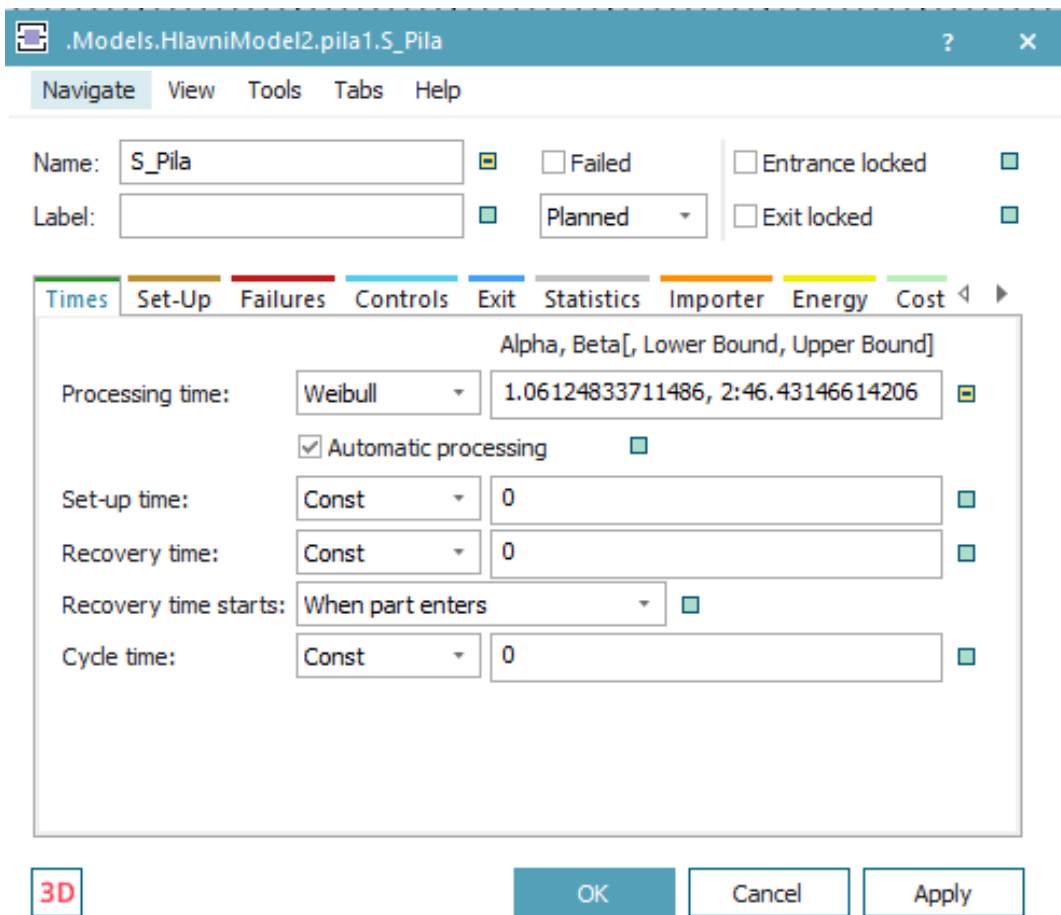 .Models.HlavniModel2.pila1.S_Pila ? ×
Navigate View Tools Tabs Help
Name: S_Pila Failed Entrance locked
Label: Planned Exit locked
Times Set-Up Failures Controls Exit Statistics Importer Energy Cost
Alpha, Beta[, Lower Bound, Upper Bound]
Processing time: Weibull 1.06124833711486, 2:46.43146614206
Automatic processing
Set-up time: Const 0
Recovery time: Const 0
Recovery time starts: When part enters
Cycle time: Const 0
3D OK Cancel Apply